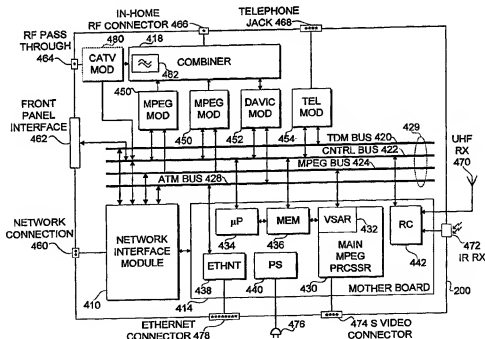 IN-HOME
RF CONNECTOR 466
TELEPHONE
JACK 468
RF PASS
THROUGH
464
480
CATV
MOD
418
COMBINER
482
FRONT
PANEL
INTERFACE
462
450
MPEG
MOD
MPEG
MOD
450
DAVIC
MOD
452
TEL
MOD
454
TDM BUS 420
429
CNTRL BUS 422
MPEG BUS 424
ATM BUS 428
UHF
RX
470
NETWORK
CONNECTION
460
NETWORK
INTERFACE
MODULE
410
μP
434
MEM
436
VSAR
432
MAIN
MPEG
PRCSSR
430
RC
442
472
IR RX
ETHNT
438
PS
440
414
MOTHER BOARD
200
ETHERNET
CONNECTOR 478
476
474 S VIDEO
CONNECTOR